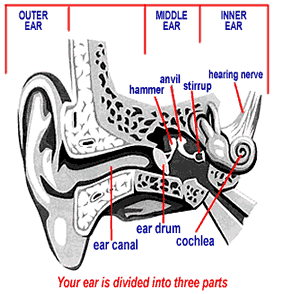 OUTER
EAR
MIDDLE
EAR
INNER
EAR
hearing nerve
anvil
stirrup
hammer
ear drum
cochlea
ear canal
Your ear is divided into three parts